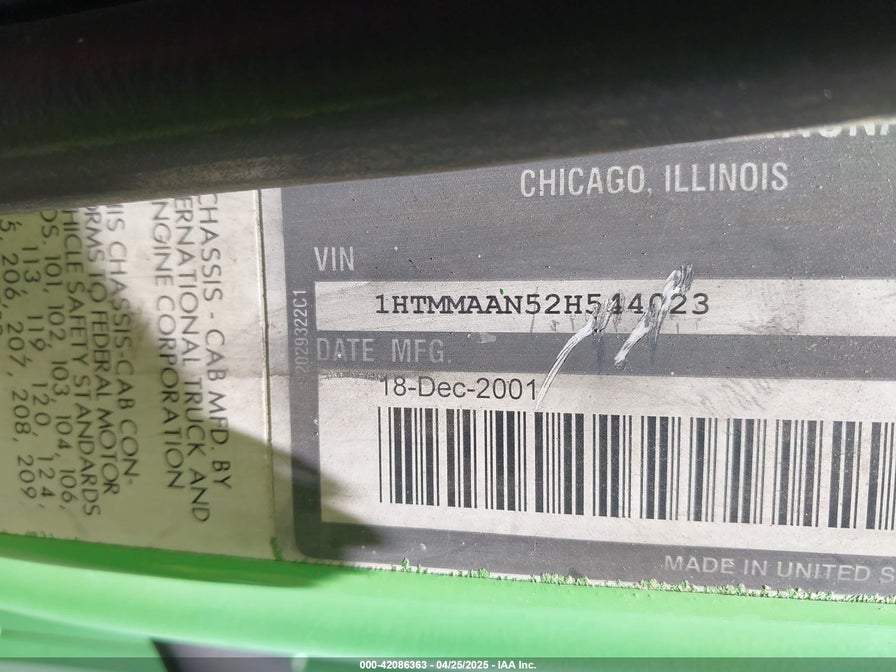 CHICAGO, ILLINOIS
VIN
1HTMMAAN52H544023
DATE MFG.
18-Dec-2001
2029322C1
MADE IN UNITED S
CHASSIS - CAB MFD. BY
ERNATIONAL TRUCK AND
NGINE CORPORATION
IS CHASSIS-CAB CON-
RMS TO FEDERAL MOTOR
HICLE SAFETY STANDARDS
OS. 101, 102, 103, 104, 106,
113, 119, 120, 124,
5, 206, 207, 208, 209
000-42086363 - 04/25/2025 - IAA Inc.